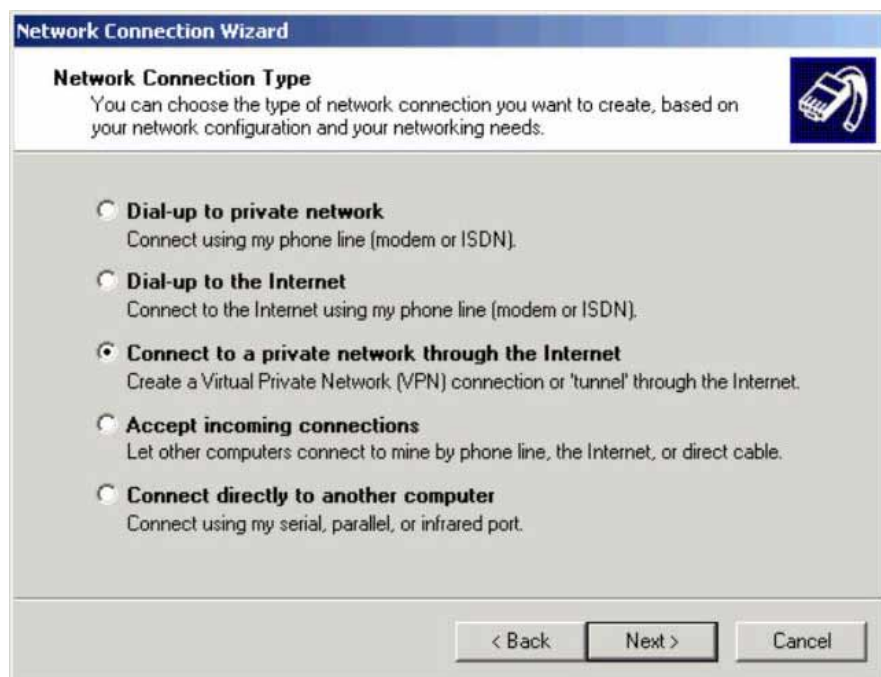 Network Connection Wizard
Network Connection Type
You can choose the type of network connection you want to create, based on
your network configuration and your networking needs.
Dial-up to private network
Connect using my phone line (modem or ISDN).
Dial-up to the Internet
Connect to the Internet using my phone line (modem or ISDN).
Connect to a private network through the Internet
Create a Virtual Private Network (VPN) connection or 'tunnel' through the Internet.
Accept incoming connections
Let other computers connect to mine by phone line, the Internet, or direct cable.
Connect directly to another computer
Connect using my serial, parallel, or infrared port.
< Back Next > Cancel